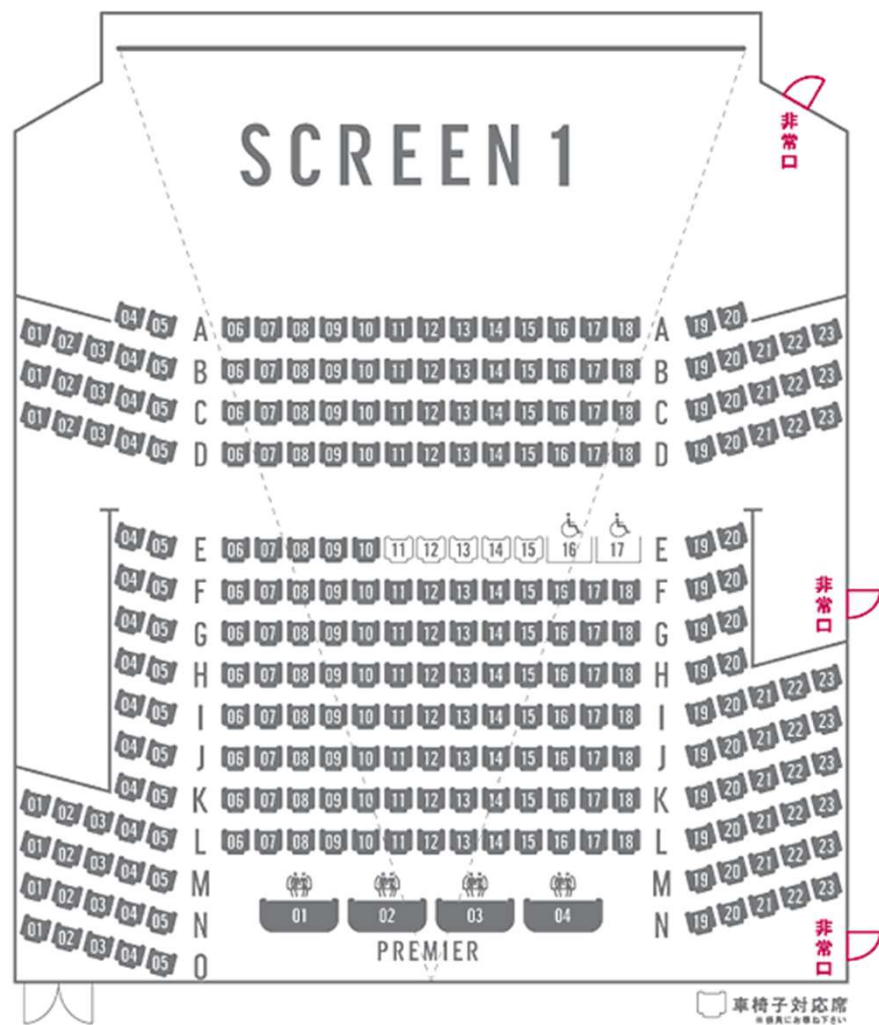 SCREEN 1
非常口
04 05 A 06 07 08 09 10 11 12 13 14 15 16 17 18 A 19 20
01 02 03 04 05 B 06 07 08 09 10 11 12 13 14 15 16 17 18 B 19 20 21 22 23
01 02 03 04 05 C 06 07 08 09 10 11 12 13 14 15 16 17 18 C 19 20 21 22 23
01 02 03 04 05 D 06 07 08 09 10 11 12 13 14 15 16 17 18 D 19 20 21 22 23
04 05 E 06 07 08 09 10 11 12 13 14 15 16 17 E 19 20
04 05 F 06 07 08 09 10 11 12 13 14 15 16 17 18 F 19 20
非常口
04 05 G 06 07 08 09 10 11 12 13 14 15 16 17 18 G 19 20
04 05 H 06 07 08 09 10 11 12 13 14 15 16 17 18 H 19 20
04 05 I 06 07 08 09 10 11 12 13 14 15 16 17 18 I 19 20 21 22 23
04 05 J 06 07 08 09 10 11 12 13 14 15 16 17 18 J 19 20 21 22 23
04 05 K 06 07 08 09 10 11 12 13 14 15 16 17 18 K 19 20 21 22 23
01 02 03 04 05 L 06 07 08 09 10 11 12 13 14 15 16 17 18 L 19 20 21 22 23
01 02 03 04 05 M M 19 20 21 22 23
01 02 03 04 05 N 01 02 03 04 N 19 20 21 22 23
PREMIER
非常口
01 02 03 04 05 O
車椅子対応席